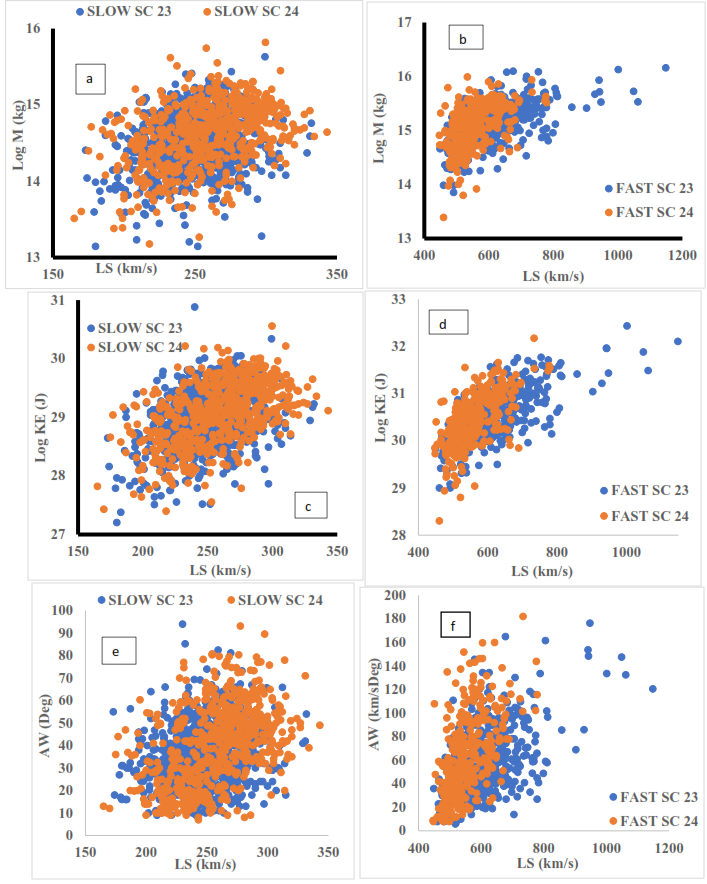 SLOW SC 23 SLOW SC 24
a
16
15
14
13
Log M (kg)
150 250 350
LS (km/s)
b
17
16
15
14
13
Log M (kg)
FAST SC 23
FAST SC 24
400 600 800 1000 1200
LS (km/s)
31
30
29
28
27
Log KE (J)
SLOW SC 23
SLOW SC 24
c
150 200 250 300 350
LS (km/s)
33
32
31
30
29
28
Log KE (J)
d
FAST SC 23
FAST SC 24
400 600 800 1000
LS (km/s)
SLOW SC 23 SLOW SC 24
e
100
90
80
70
60
50
40
30
20
10
0
AW (Deg)
150 200 250 300 350
LS (km/s)
f
200
180
160
140
120
100
80
60
40
20
0
AW (km/sDeg)
FAST SC 23
FAST SC 24
400 600 800 1000 1200
LS (km/s)